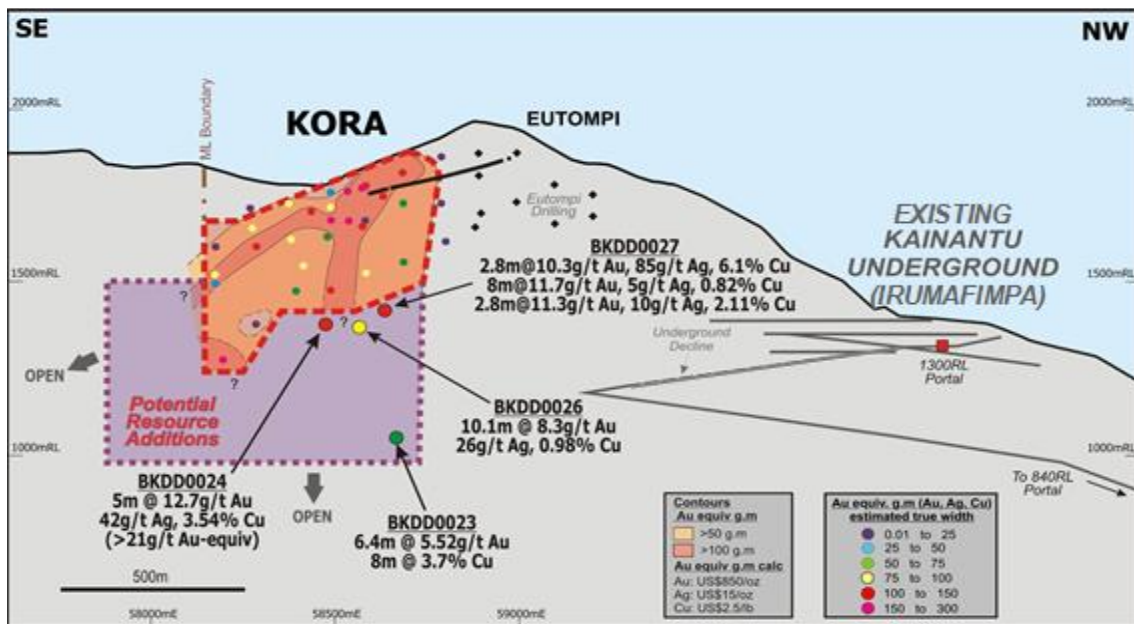 SE
NW
2000mRL
2000mRL
ML Boundary
KORA
EUTOMPI
Eutompi
Drilling
EXISTING
KAINANTU
UNDERGROUND
(IRUMAFIMPA)
BKDD0027
2.8m@10.3g/t Au, 85g/t Ag, 6.1% Cu
8m@11.7g/t Au, 5g/t Ag, 0.82% Cu
2.8m@11.3g/t Au, 10g/t Ag, 2.11% Cu
1500mRL
1500mRL
?
?
?
Underground
Decline
1300RL
Portal
OPEN
Potential
Resource
Additions
BKDD0026
10.1m @ 8.3g/t Au
26g/t Ag, 0.98% Cu
1000mRL
1000mRL
To 840RL
Portal
BKDD0024
5m @ 12.7g/t Au
42g/t Ag, 3.54% Cu
(>21g/t Au-equiv)
OPEN
BKDD0023
6.4m @ 5.52g/t Au
8m @ 3.7% Cu
500m
58000mE
58500mE
59000mE
Contours
Au equiv g.m
>50 g.m
>100 g.m
Au equiv g.m calc
Au: US$850/oz
Ag: US$15/oz
Cu: US$2.5/lb
Au equiv. g.m (Au, Ag, Cu)
estimated true width
0.01 to 25
25 to 50
50 to 75
75 to 100
100 to 150
150 to 300